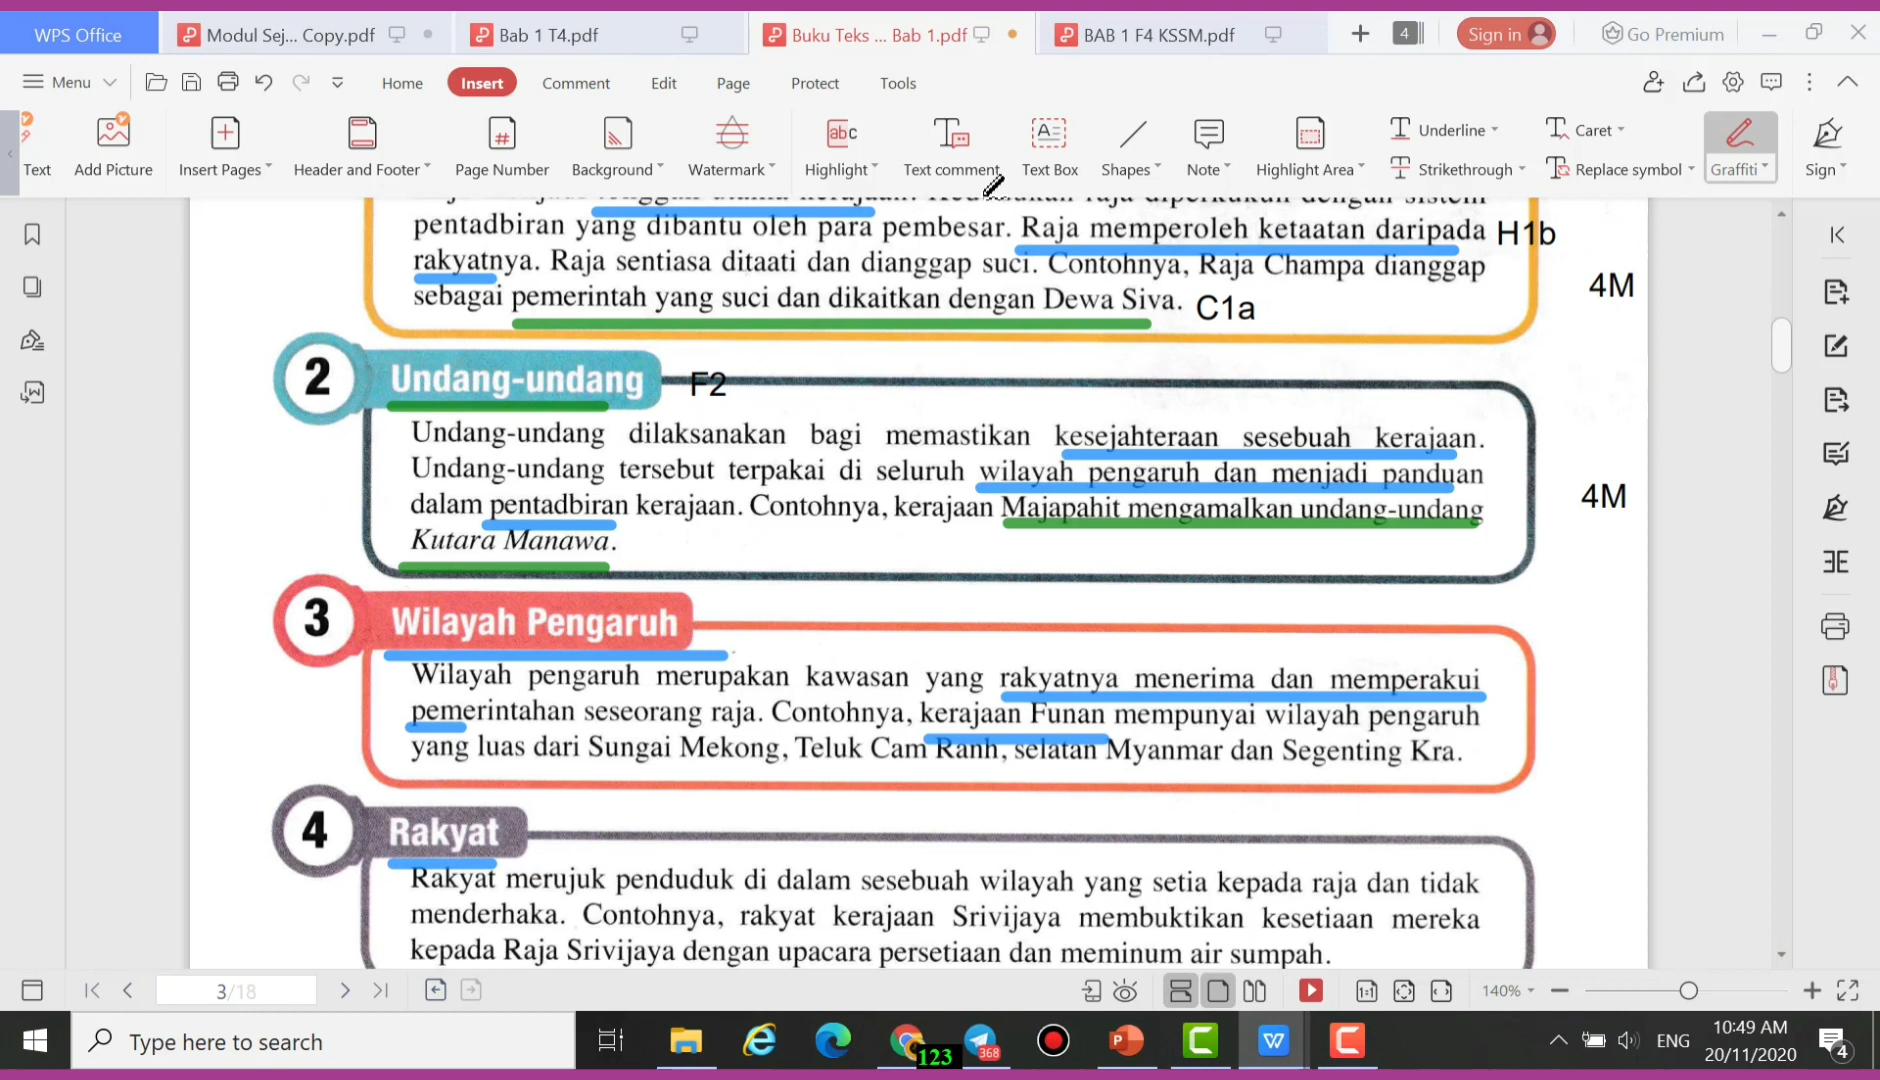 WPS Office
Modul Sej... Copy.pdf
Bab 1 T4.pdf
Buku Teks ... Bab 1.pdf
BAB 1 F4 KSSM.pdf
4
Sign in
Go Premium
Menu
Home
Insert
Comment
Edit
Page
Protect
Tools
Text
Add Picture
Insert Pages
Header and Footer
Page Number
Background
Watermark
Highlight
Text comment
Text Box
Shapes
Note
Highlight Area
Underline
Strikethrough
Caret
Replace symbol
Graffiti
Sign
pentadbiran yang dibantu oleh para pembesar. Raja memperoleh ketaatan daripada H1b
rakyatnya. Raja sentiasa ditaati dan dianggap suci. Contohnya, Raja Champa dianggap
4M
sebagai pemerintah yang suci dan dikaitkan dengan Dewa Siva. C1a
2 Undang-undang F2
Undang-undang dilaksanakan bagi memastikan kesejahteraan sesebuah kerajaan.
Undang-undang tersebut terpakai di seluruh wilayah pengaruh dan menjadi panduan
4M
dalam pentadbiran kerajaan. Contohnya, kerajaan Majapahit mengamalkan undang-undang
Kutara Manawa.
3 Wilayah Pengaruh
Wilayah pengaruh merupakan kawasan yang rakyatnya menerima dan memperakui
pemerintahan seseorang raja. Contohnya, kerajaan Funan mempunyai wilayah pengaruh
yang luas dari Sungai Mekong, Teluk Cam Ranh, selatan Myanmar dan Segenting Kra.
4 Rakyat
Rakyat merujuk penduduk di dalam sesebuah wilayah yang setia kepada raja dan tidak
menderhaka. Contohnya, rakyat kerajaan Srivijaya membuktikan kesetiaan mereka
kepada Raja Srivijaya dengan upacara persetiaan dan meminum air sumpah.
3/18
140%
Type here to search
123
368
ENG
10:49 AM
20/11/2020
4